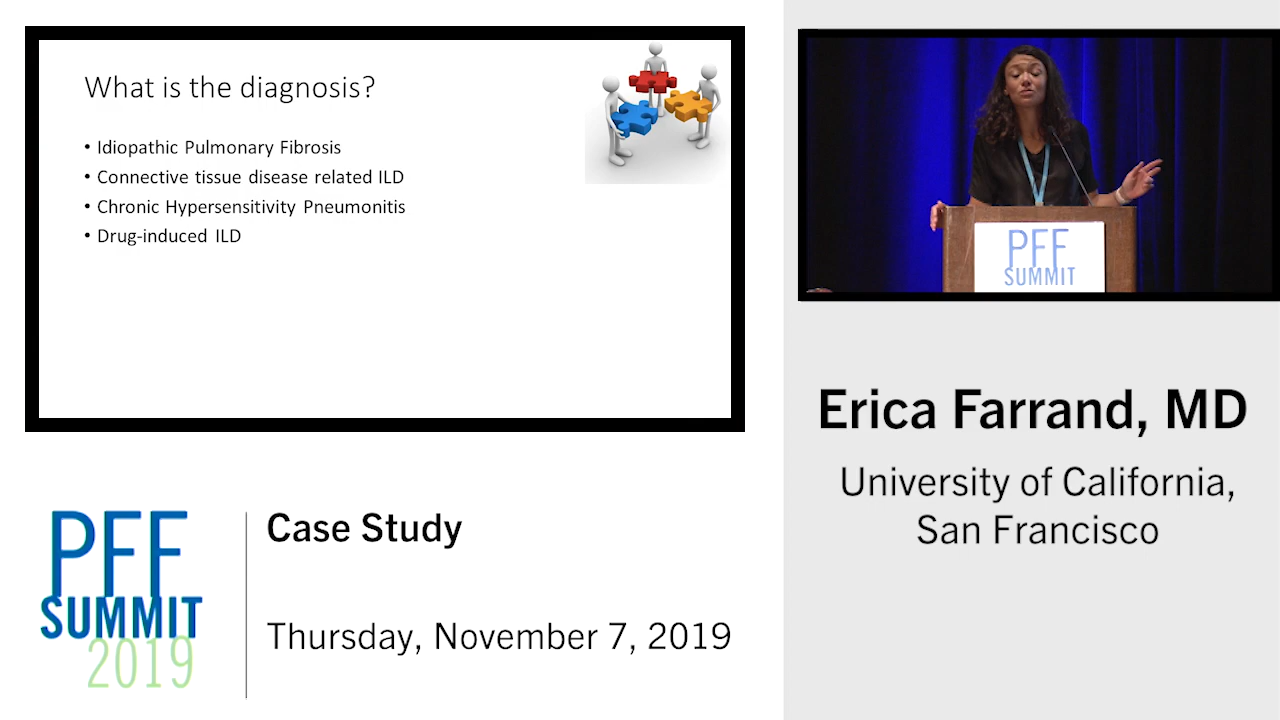 What is the diagnosis?
• Idiopathic Pulmonary Fibrosis
• Connective tissue disease related ILD
• Chronic Hypersensitivity Pneumonitis
• Drug-induced ILD
PFF
SUMMIT
Erica Farrand, MD
University of California,
San Francisco
PFF
SUMMIT
2019
Case Study
Thursday, November 7, 2019